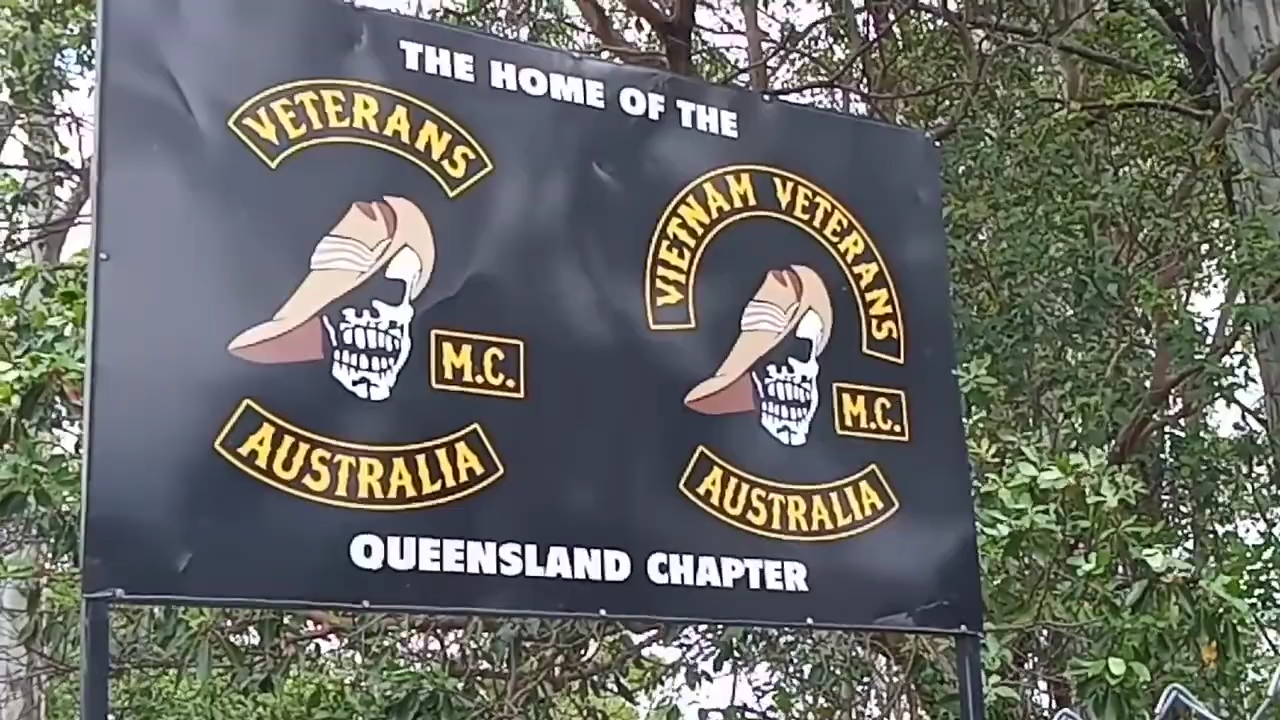 THE HOME OF THE
VETERANS
M.C.
AUSTRALIA
VIETNAM VETERANS
M.C.
AUSTRALIA
QUEENSLAND CHAPTER